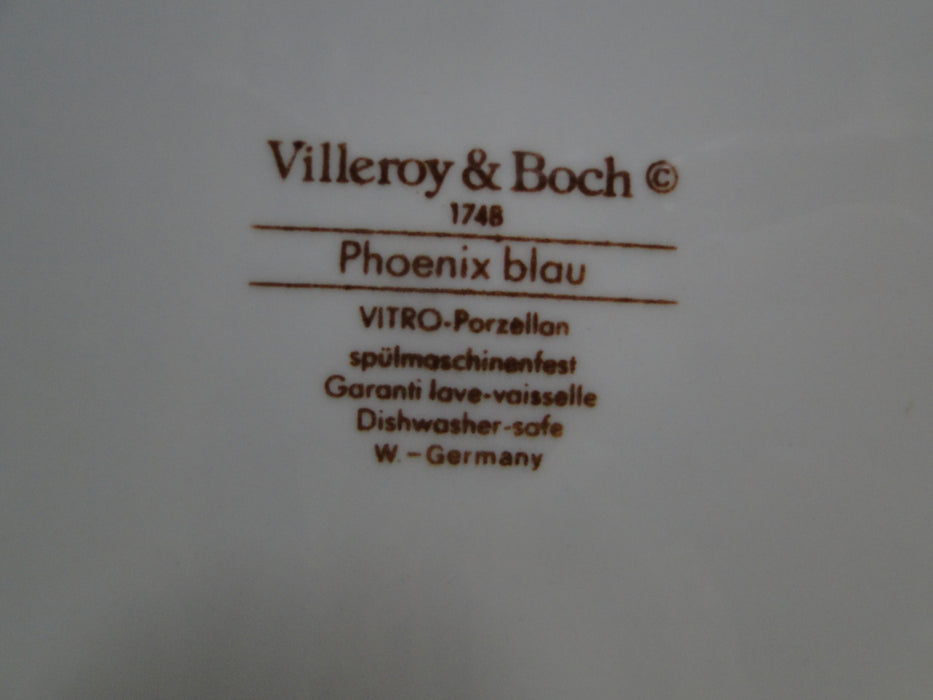 Villeroy & Boch ©
1748
Phoenix blau
VITRO-Porzellan
spülmaschinenfest
Garanti lave-vaisselle
Dishwasher-safe
W.-Germany